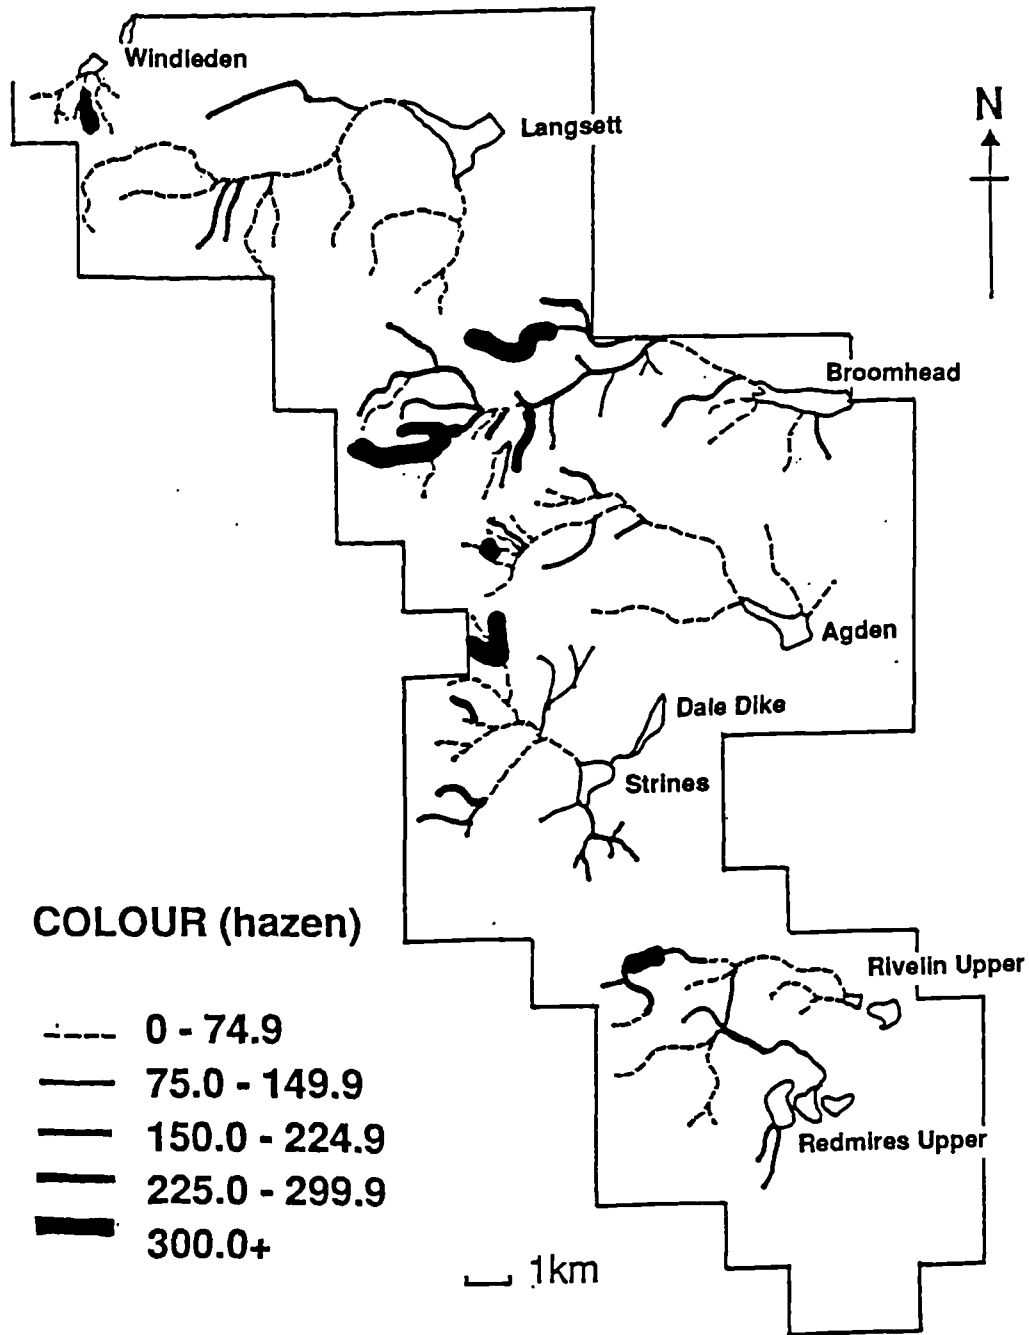 Windleden
N
Langsett
Broomhead
Agden
Dale Dike
Strines
COLOUR (hazen)
Rivelin Upper
0 - 74.9
75.0 - 149.9
150.0 - 224.9
Redmires Upper
225.0 - 299.9
300.0+
1km